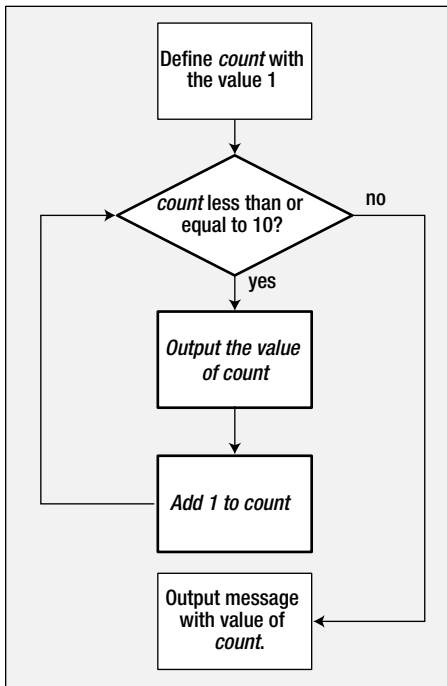 Define count with
the value 1
count less than or
equal to 10?
no
yes
Output the value
of count
Add 1 to count
Output message
with value of
count.